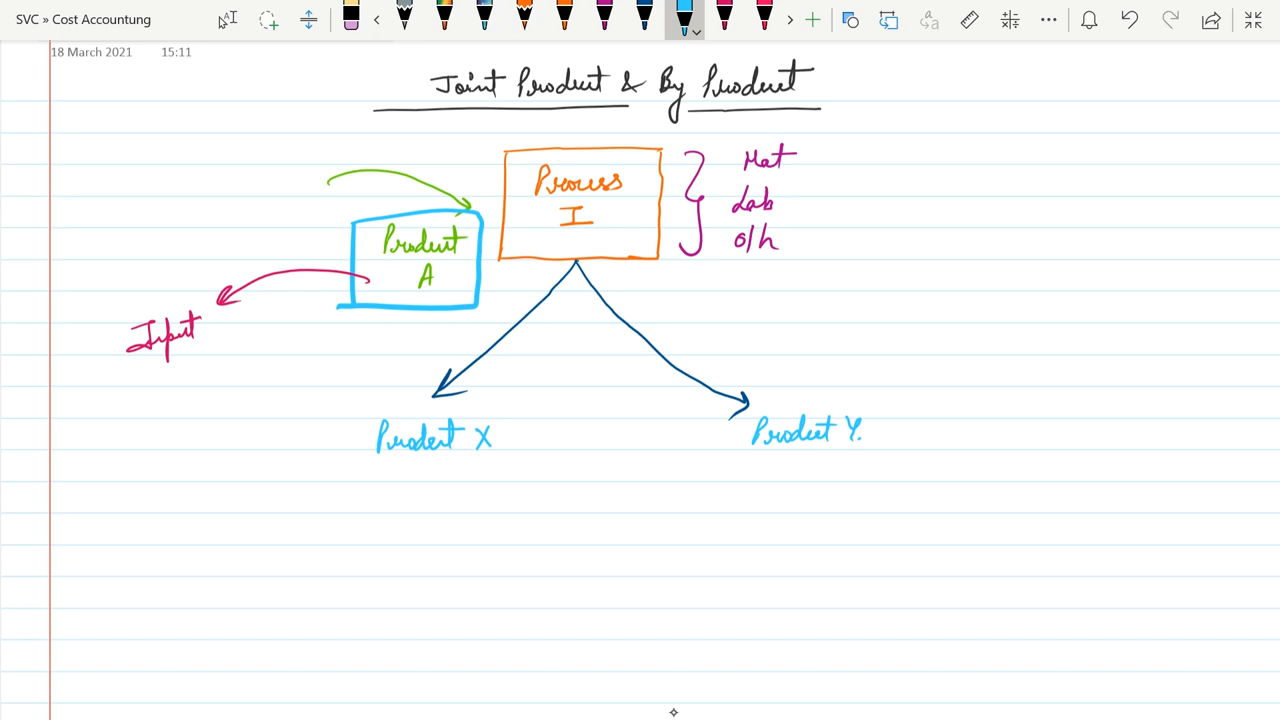 SVC » Cost Accountung
18 March 2021 15:11
Joint Product & By Product
Process
I
Mat
Lab
o/h
Product
A
Input
Product X
Product Y.